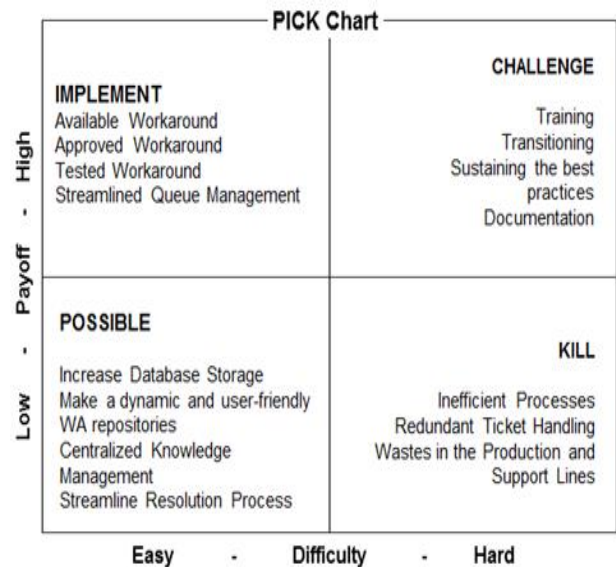 PICK Chart
IMPLEMENT
Available Workaround
Approved Workaround
Tested Workaround
Streamlined Queue Management
CHALLENGE
Training
Transitioning
Sustaining the best
practices
Documentation
POSSIBLE
Increase Database Storage
Make a dynamic and user-friendly
WA repositories
Centralized Knowledge
Management
Streamline Resolution Process
KILL
Inefficient Processes
Redundant Ticket Handling
Wastes in the Production and
Support Lines
Low - Payoff - High
Easy - Difficulty - Hard